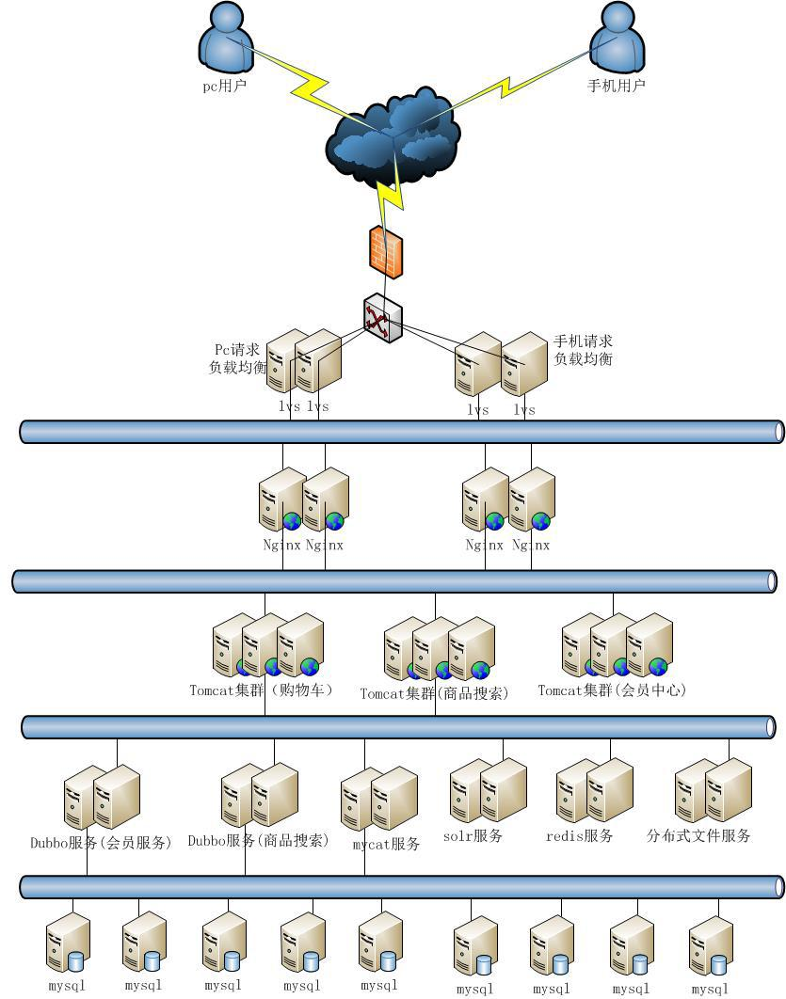 pc用户
手机用户
Pc请求
负载均衡
手机请求
负载均衡
lvs
lvs
lvs
lvs
Nginx
Nginx
Nginx
Nginx
Tomcat集群（购物车）
Tomcat集群(商品搜索)
Tomcat集群(会员中心)
Dubbo服务(会员服务)
Dubbo服务(商品搜索)
mycat服务
solr服务
redis服务
分布式文件服务
mysql
mysql
mysql
mysql
mysql
mysql
mysql
mysql
mysql